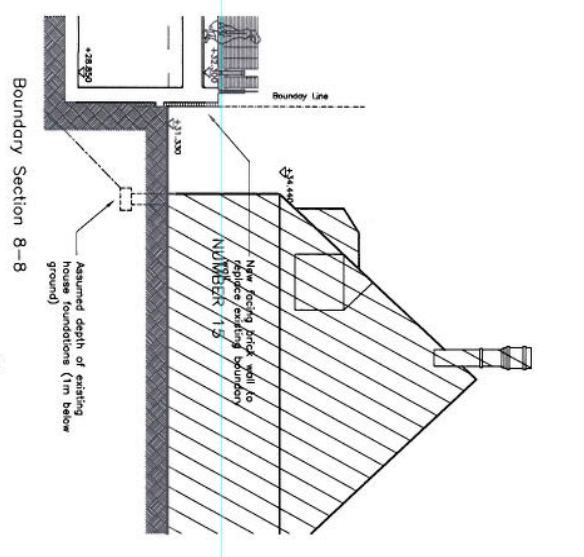 Boundary Line
+28.850
+31.330
+34.440
New facing brick wall to
replace existing boundary
wall
NUMBER 15
Assumed depth of existing
house foundations (1m below
ground)
Boundary Section 8-8